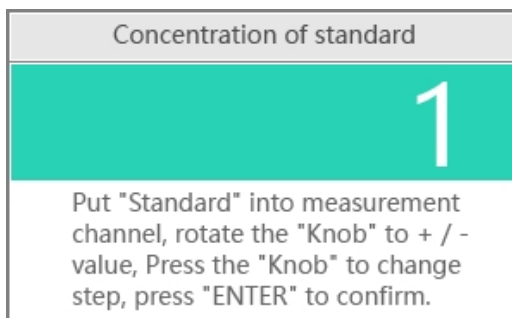 Concentration of standard
1
Put "Standard" into measurement
channel, rotate the "Knob" to + / -
value, Press the "Knob" to change
step, press "ENTER" to confirm.